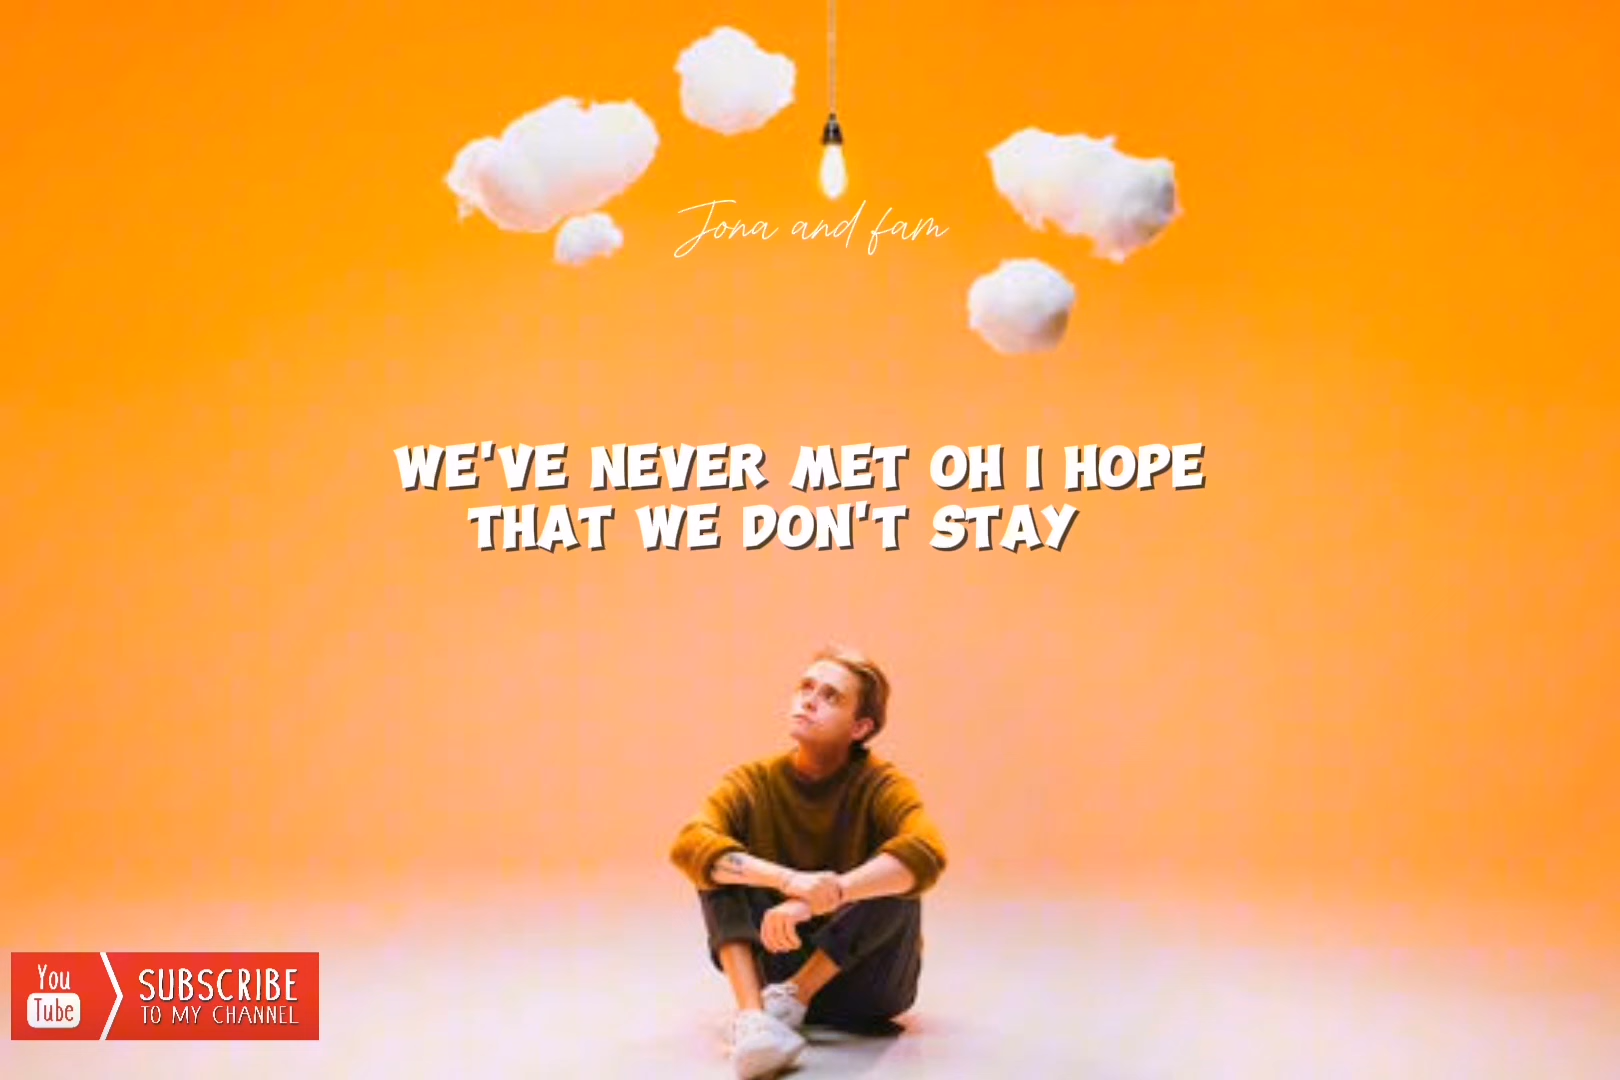 Jona and fam
WE'VE NEVER MET OH I HOPE
THAT WE DON'T STAY
You
Tube
SUBSCRIBE
TO MY CHANNEL